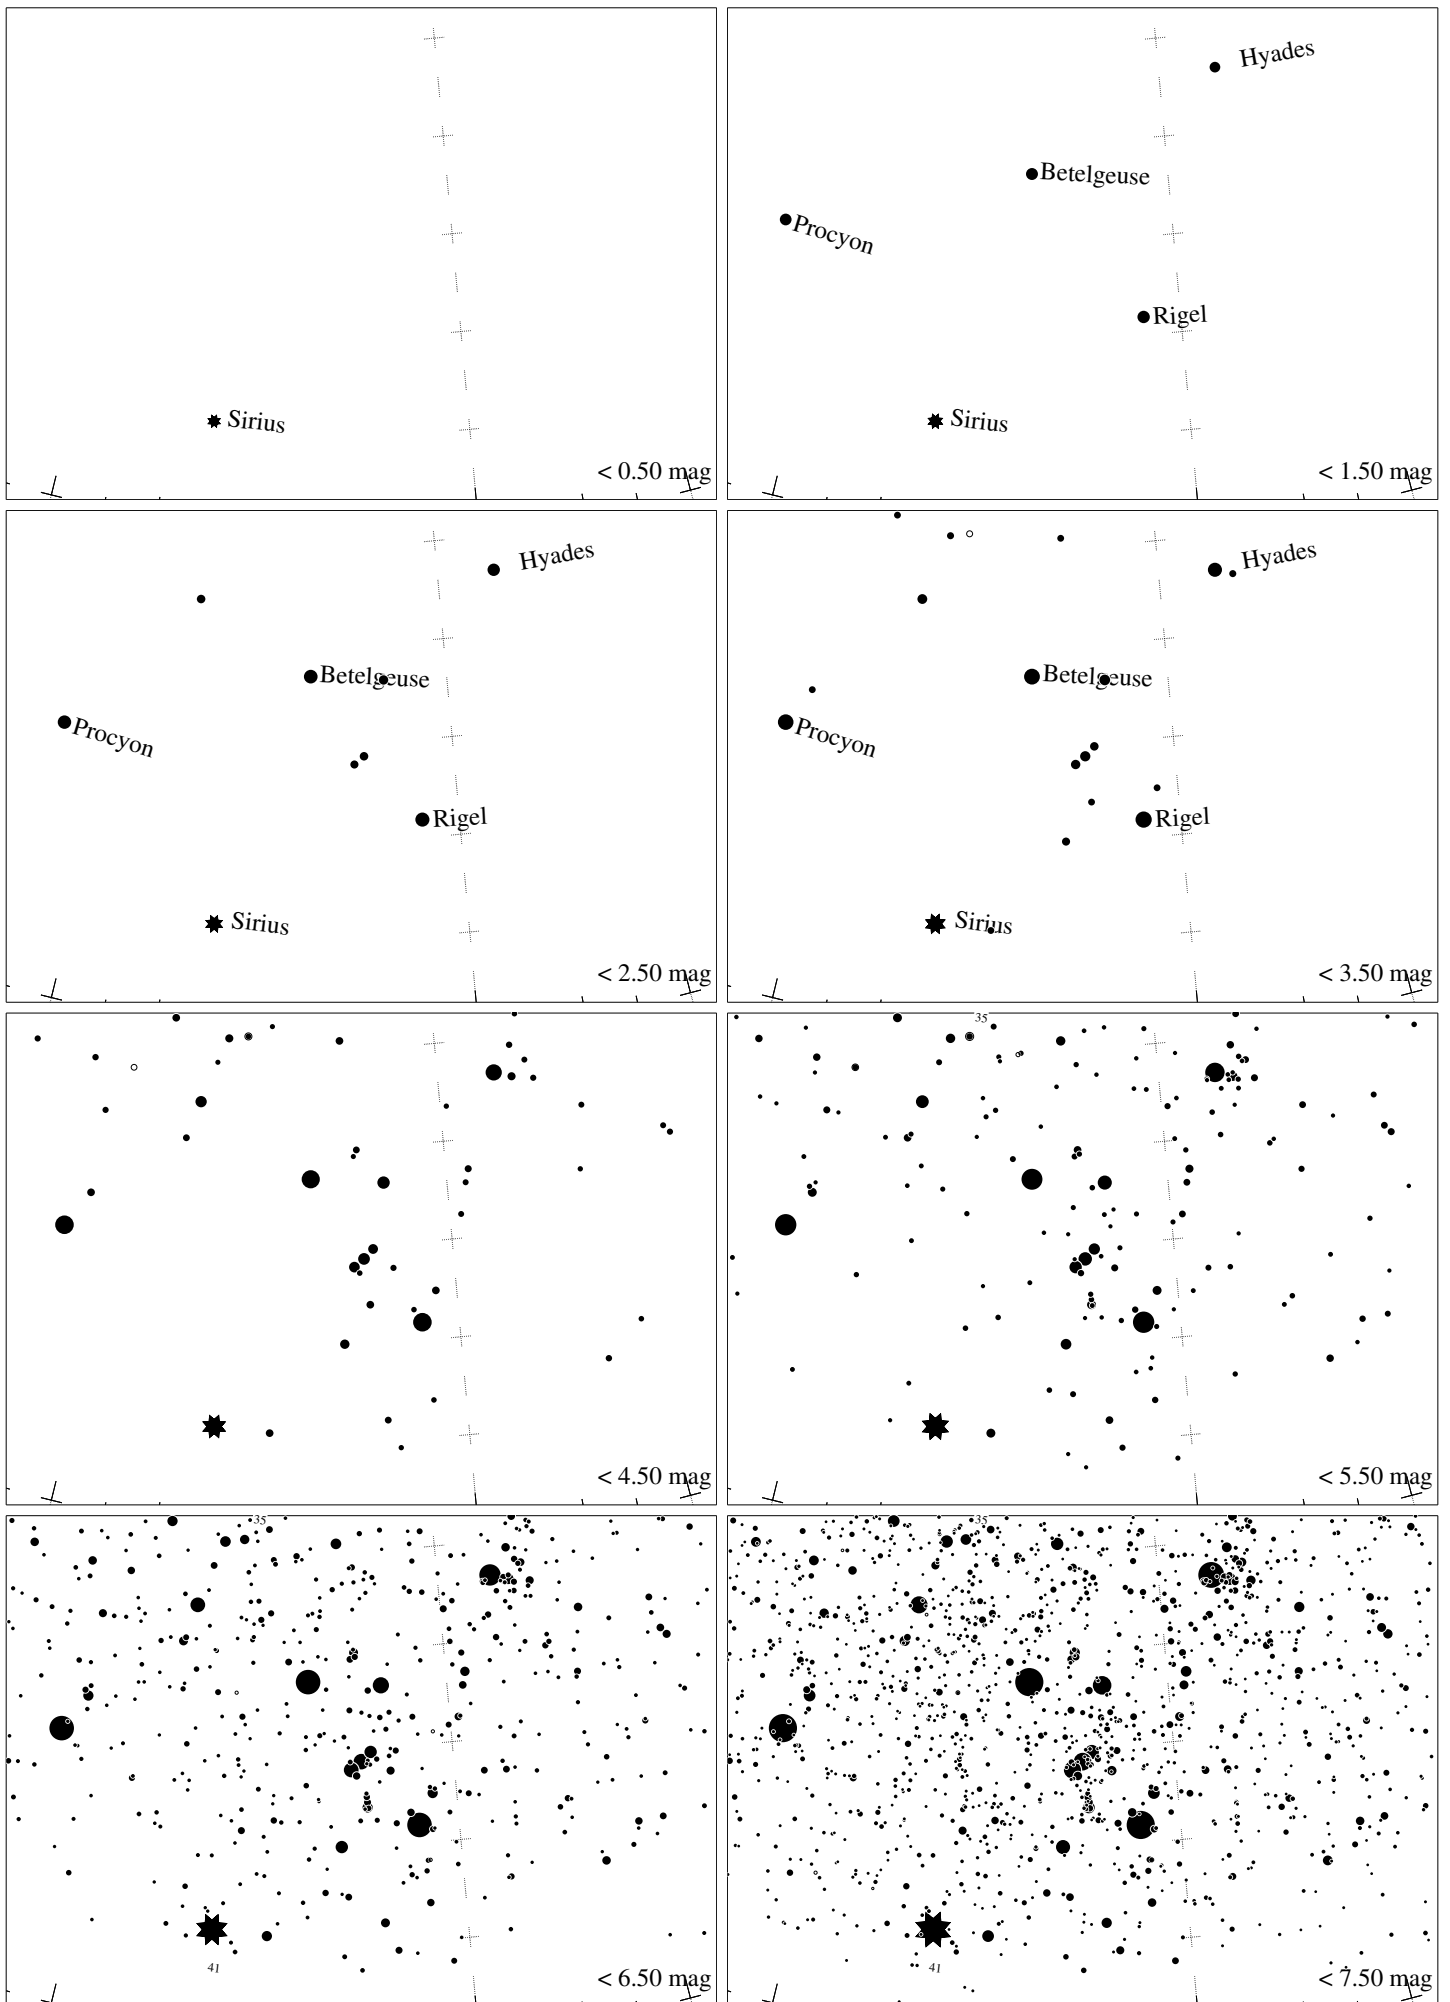 Sirius
< 0.50 mag
Hyades
Betelgeuse
Procyon
Rigel
Sirius
< 1.50 mag
Hyades
Betelgeuse
Procyon
Rigel
Sirius
< 2.50 mag
Hyades
Betelgeuse
Procyon
Rigel
Sirius
< 3.50 mag
< 4.50 mag
35
< 5.50 mag
35
41
< 6.50 mag
35
41
< 7.50 mag